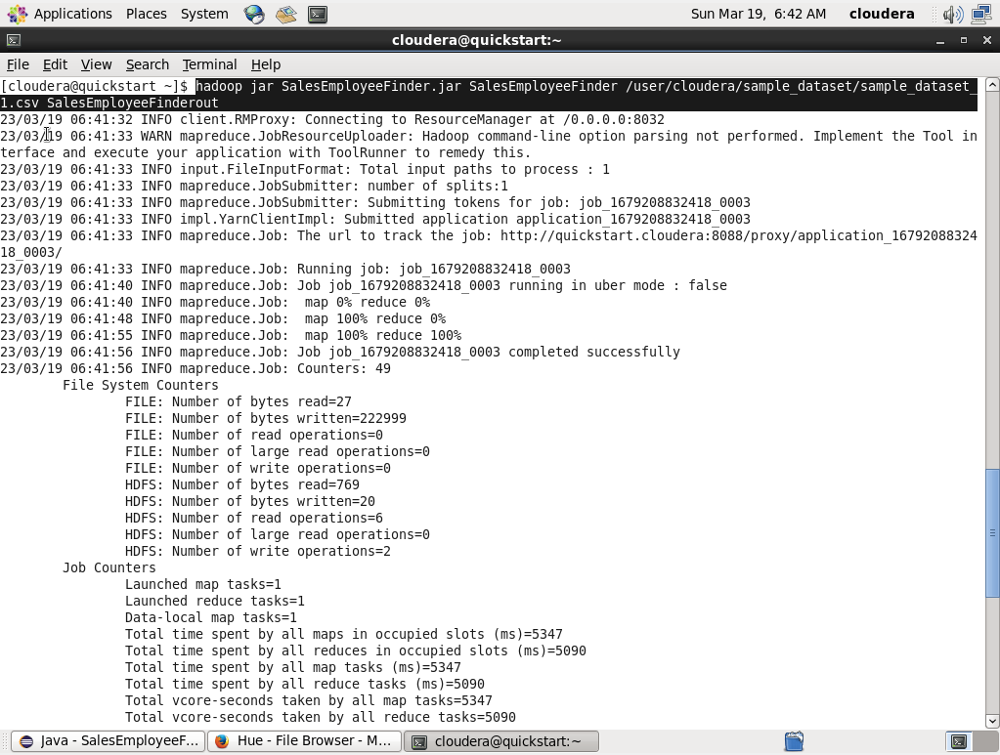 Applications Places System Sun Mar 19, 6:42 AM cloudera
cloudera@quickstart:~
File Edit View Search Terminal Help
[cloudera@quickstart ~]$ hadoop jar SalesEmployeeFinder.jar SalesEmployeeFinder /user/cloudera/sample_dataset/sample_dataset_
1.csv SalesEmployeeFinderout
23/03/19 06:41:32 INFO client.RMProxy: Connecting to ResourceManager at /0.0.0.0:8032
23/03/19 06:41:33 WARN mapreduce.JobResourceUploader: Hadoop command-line option parsing not performed. Implement the Tool in
terface and execute your application with ToolRunner to remedy this.
23/03/19 06:41:33 INFO input.FileInputFormat: Total input paths to process : 1
23/03/19 06:41:33 INFO mapreduce.JobSubmitter: number of splits:1
23/03/19 06:41:33 INFO mapreduce.JobSubmitter: Submitting tokens for job: job_1679208832418_0003
23/03/19 06:41:33 INFO impl.YarnClientImpl: Submitted application application_1679208832418_0003
23/03/19 06:41:33 INFO mapreduce.Job: The url to track the job: http://quickstart.cloudera:8088/proxy/application_16792088324
18_0003/
23/03/19 06:41:33 INFO mapreduce.Job: Running job: job_1679208832418_0003
23/03/19 06:41:40 INFO mapreduce.Job: Job job_1679208832418_0003 running in uber mode : false
23/03/19 06:41:40 INFO mapreduce.Job:  map 0% reduce 0%
23/03/19 06:41:48 INFO mapreduce.Job:  map 100% reduce 0%
23/03/19 06:41:55 INFO mapreduce.Job:  map 100% reduce 100%
23/03/19 06:41:56 INFO mapreduce.Job: Job job_1679208832418_0003 completed successfully
23/03/19 06:41:56 INFO mapreduce.Job: Counters: 49
File System Counters
FILE: Number of bytes read=27
FILE: Number of bytes written=222999
FILE: Number of read operations=0
FILE: Number of large read operations=0
FILE: Number of write operations=0
HDFS: Number of bytes read=769
HDFS: Number of bytes written=20
HDFS: Number of read operations=6
HDFS: Number of large read operations=0
HDFS: Number of write operations=2
Job Counters
Launched map tasks=1
Launched reduce tasks=1
Data-local map tasks=1
Total time spent by all maps in occupied slots (ms)=5347
Total time spent by all reduces in occupied slots (ms)=5090
Total time spent by all map tasks (ms)=5347
Total time spent by all reduce tasks (ms)=5090
Total vcore-seconds taken by all map tasks=5347
Total vcore-seconds taken by all reduce tasks=5090
Java - SalesEmployeeF... Hue - File Browser - M... cloudera@quickstart:~